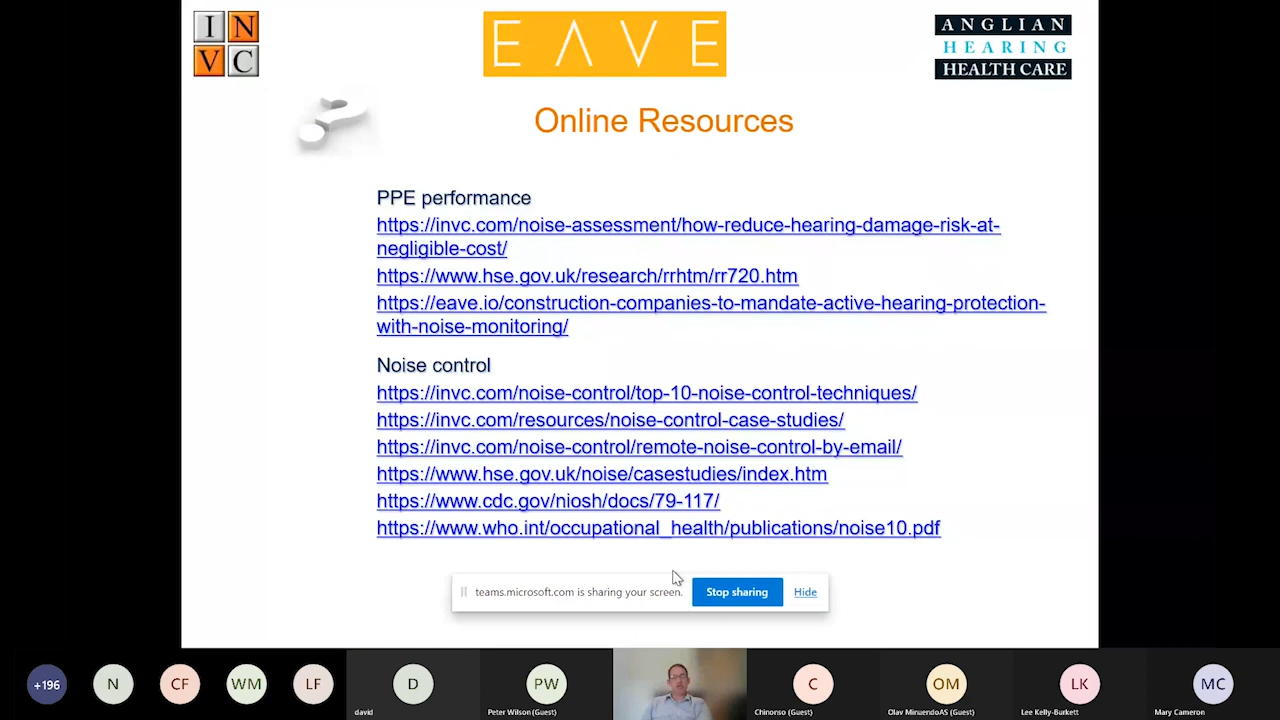 IN
VC
EAVE
ANGLIAN
HEARING
HEALTH CARE
Online Resources
PPE performance
https://invc.com/noise-assessment/how-reduce-hearing-damage-risk-at-
negligible-cost/
https://www.hse.gov.uk/research/rrhtm/rr720.htm
https://eave.io/construction-companies-to-mandate-active-hearing-protection-
with-noise-monitoring/
Noise control
https://invc.com/noise-control/top-10-noise-control-techniques/
https://invc.com/resources/noise-control-case-studies/
https://invc.com/noise-control/remote-noise-control-by-email/
https://www.hse.gov.uk/noise/casestudies/index.htm
https://www.cdc.gov/niosh/docs/79-117/
https://www.who.int/occupational_health/publications/noise10.pdf
teams.microsoft.com is sharing your screen. Stop sharing Hide
+196 N CF WM LF D PW C OM LK MC
david Peter Wilson (Guest) Chinonso (Guest) Olav MinuendoAS (Guest) Lee Kelly-Burkett Mary Cameron